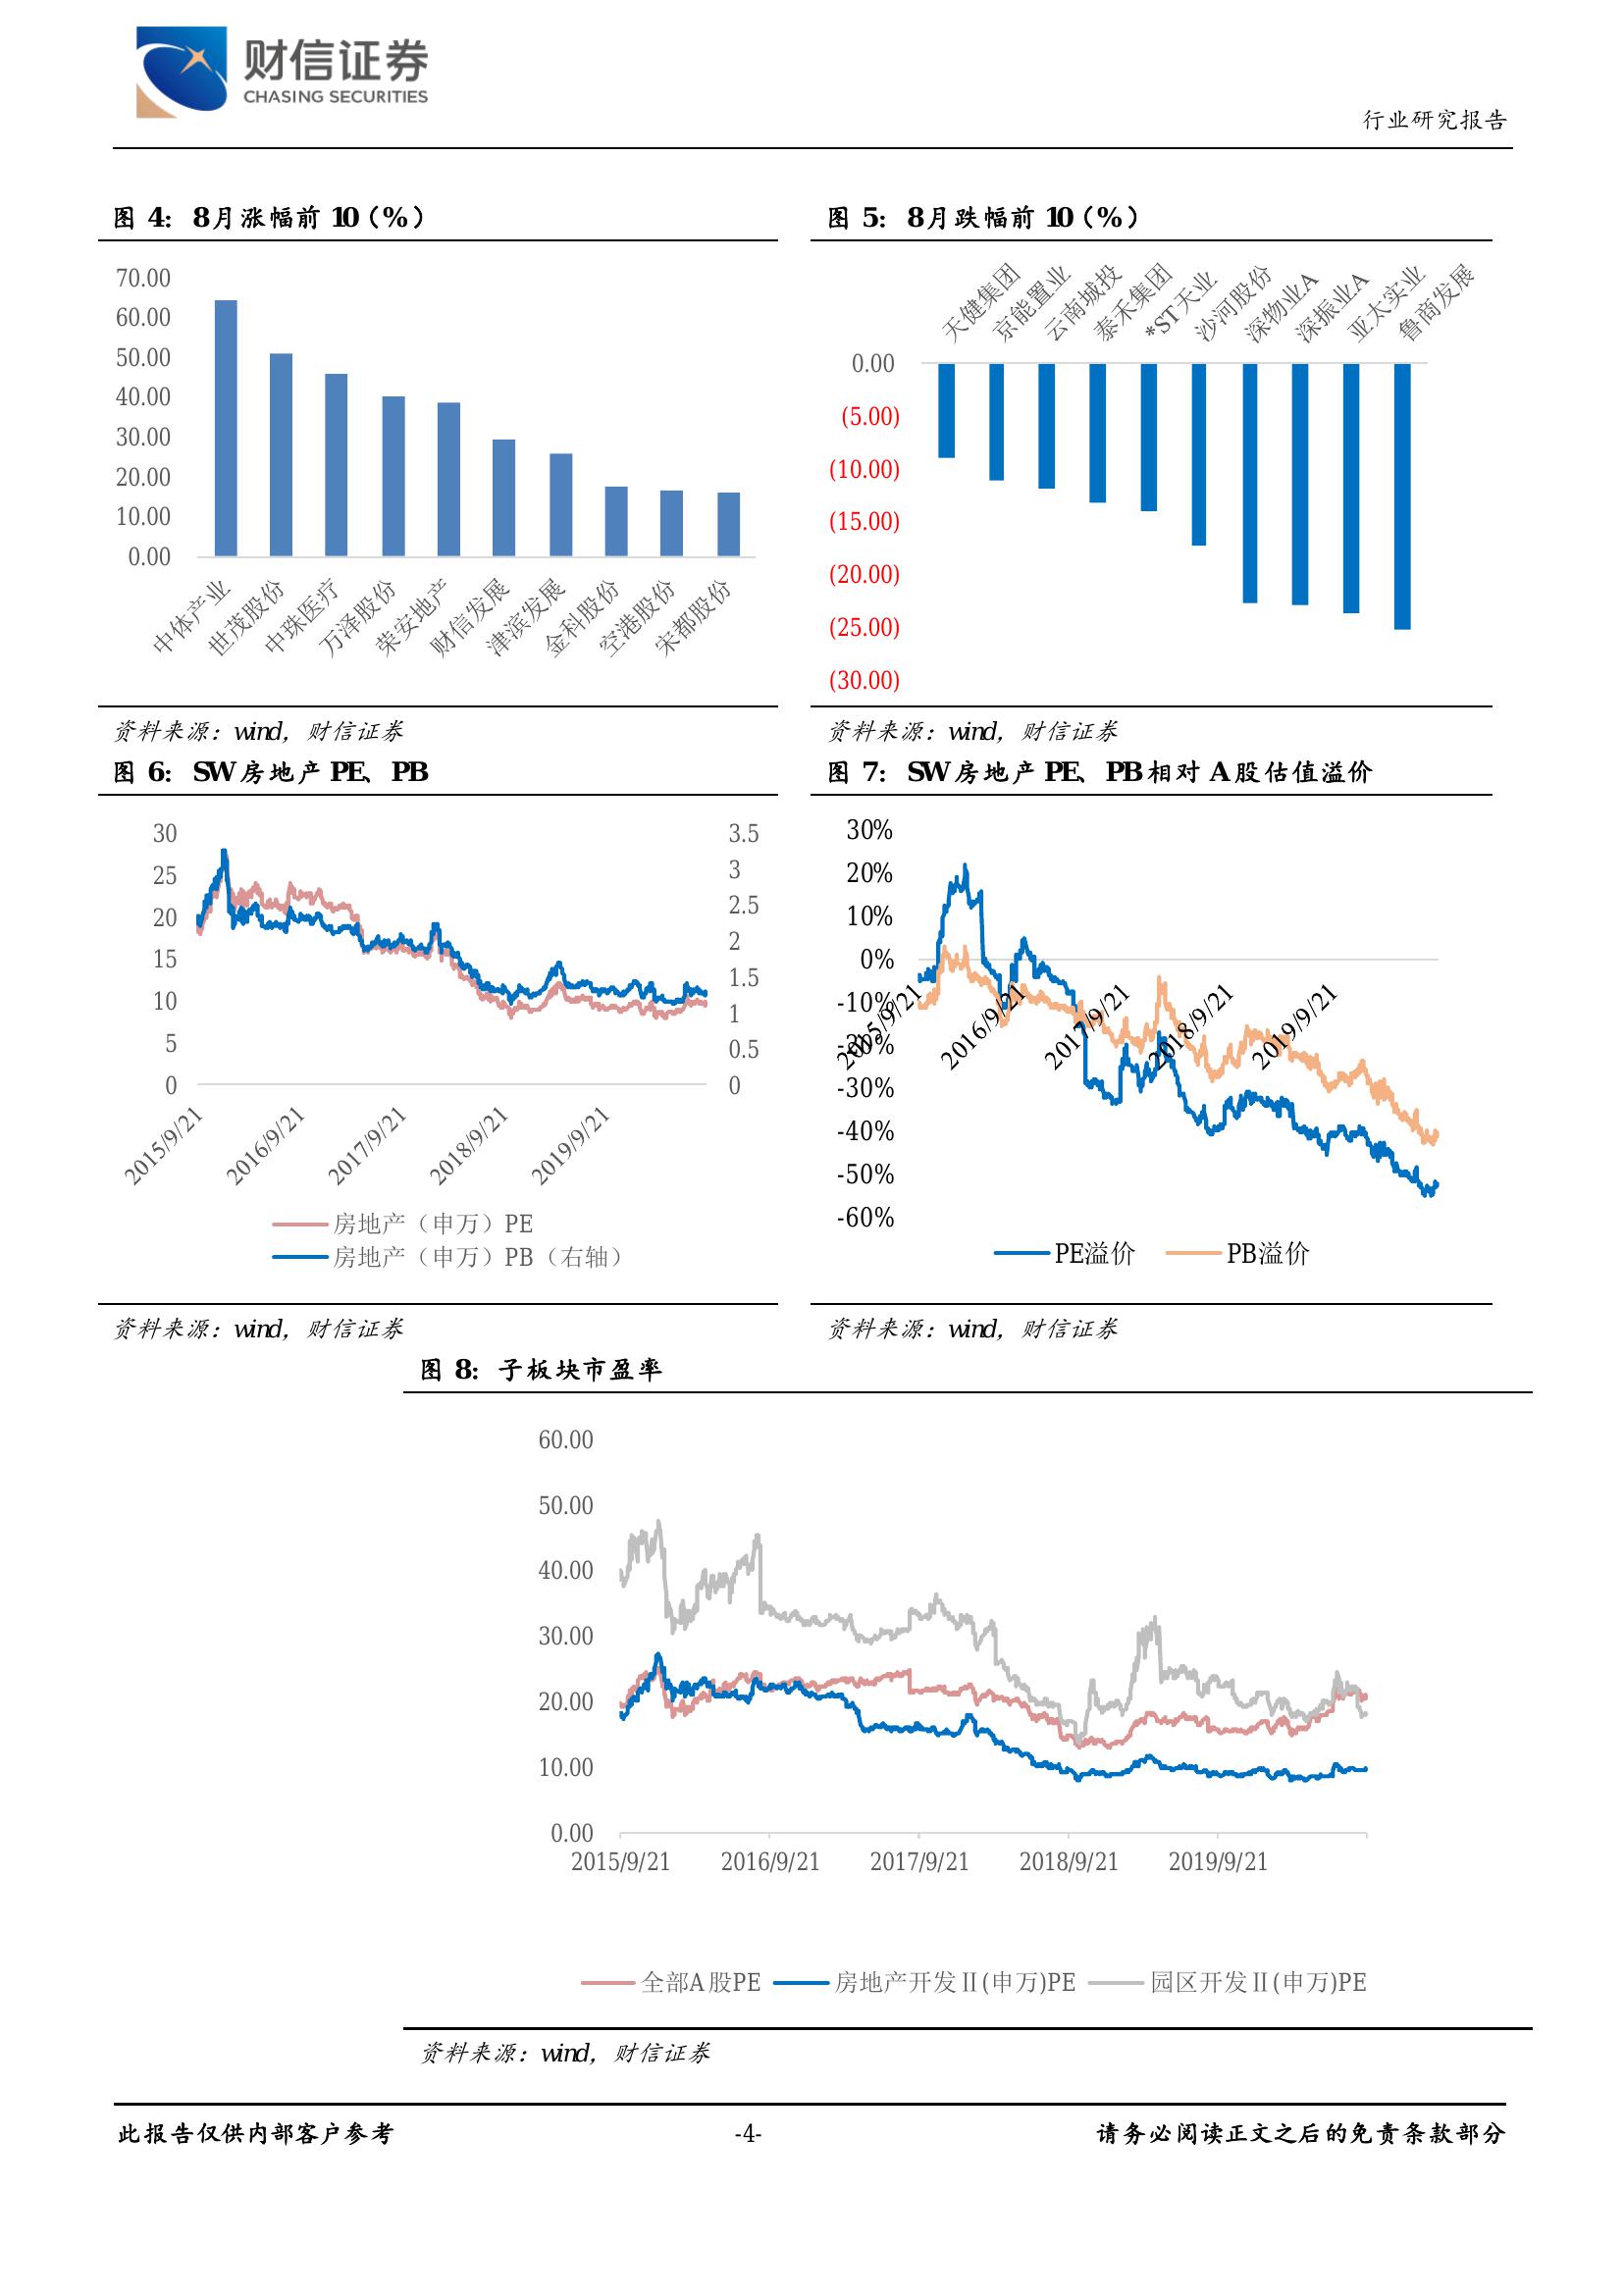 财信证券
CHASING SECURITIES
行业研究报告
图 4：8月涨幅前 10（%）
70.00
60.00
50.00
40.00
30.00
20.00
10.00
0.00
中体产业
世茂股份
中珠医疗
万泽股份
荣安地产
财信发展
津滨发展
金科股份
空港股份
宋都股份
资料来源：wind，财信证券
图 5：8月跌幅前 10（%）
天健集团
京能置业
云南城投
泰禾集团
*ST天业
沙河股份
深物业A
深振业A
亚太实业
鲁商发展
0.00
(5.00)
(10.00)
(15.00)
(20.00)
(25.00)
(30.00)
资料来源：wind，财信证券
图 6：SW 房地产 PE、PB
30
25
20
15
10
5
0
3.5
3
2.5
2
1.5
1
0.5
0
2015/9/21
2016/9/21
2017/9/21
2018/9/21
2019/9/21
房地产（申万）PE
房地产（申万）PB（右轴）
资料来源：wind，财信证券
图 7：SW 房地产 PE、PB 相对 A 股估值溢价
30%
20%
10%
0%
-10%
-20%
-30%
-40%
-50%
-60%
2015/9/21
2016/9/21
2017/9/21
2018/9/21
2019/9/21
PE溢价
PB溢价
资料来源：wind，财信证券
图 8：子板块市盈率
60.00
50.00
40.00
30.00
20.00
10.00
0.00
2015/9/21
2016/9/21
2017/9/21
2018/9/21
2019/9/21
全部A股PE
房地产开发Ⅱ(申万)PE
园区开发Ⅱ(申万)PE
资料来源：wind，财信证券
此报告仅供内部客户参考
-4-
请务必阅读正文之后的免责条款部分